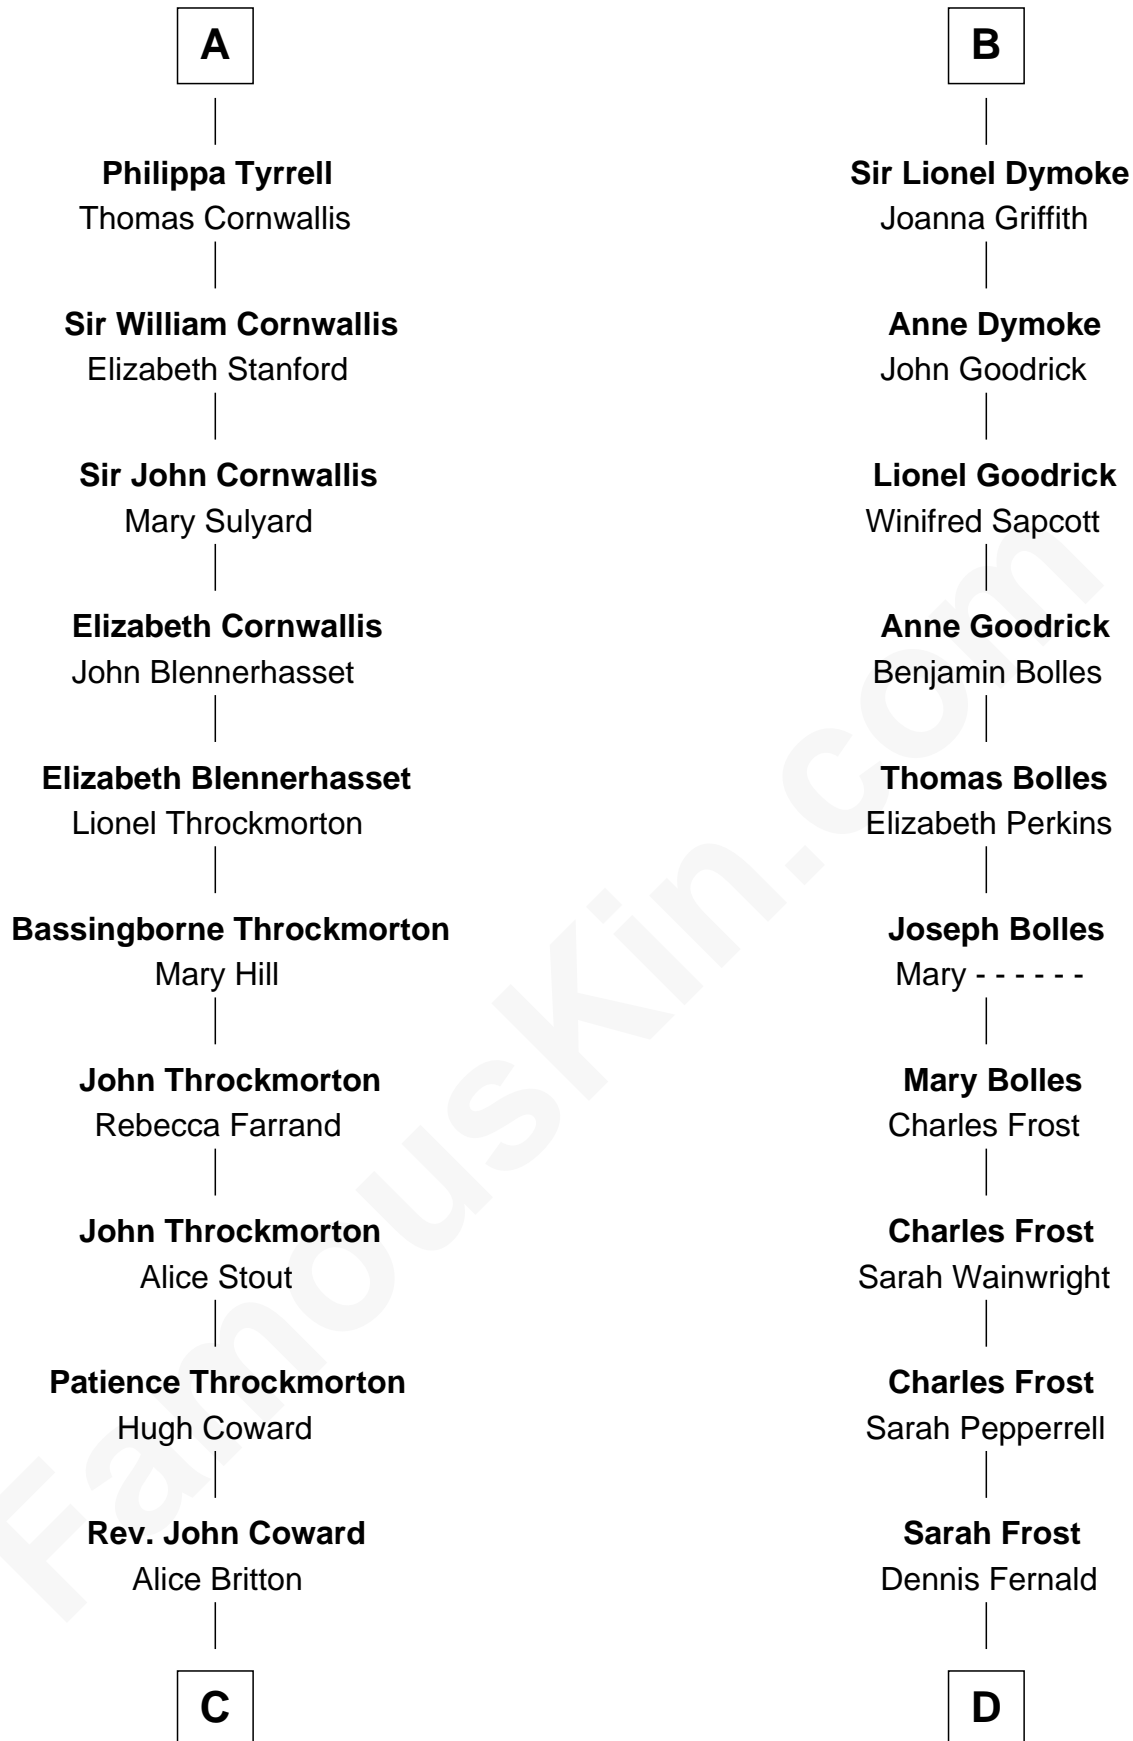 A
Philippa Tyrrell
Thomas Cornwallis
Sir William Cornwallis
Elizabeth Stanford
Sir John Cornwallis
Mary Sulyard
Elizabeth Cornwallis
John Blennerhasset
Elizabeth Blennerhasset
Lionel Throckmorton
Bassingborne Throckmorton
Mary Hill
John Throckmorton
Rebecca Farrand
John Throckmorton
Alice Stout
Patience Throckmorton
Hugh Coward
Rev. John Coward
Alice Britton
C
B
Sir Lionel Dymoke
Joanna Griffith
Anne Dymoke
John Goodrick
Lionel Goodrick
Winifred Sapcott
Anne Goodrick
Benjamin Bolles
Thomas Bolles
Elizabeth Perkins
Joseph Bolles
Mary - - - - - -
Mary Bolles
Charles Frost
Charles Frost
Sarah Wainwright
Charles Frost
Sarah Pepperrell
Sarah Frost
Dennis Fernald
D
FamousKin.com